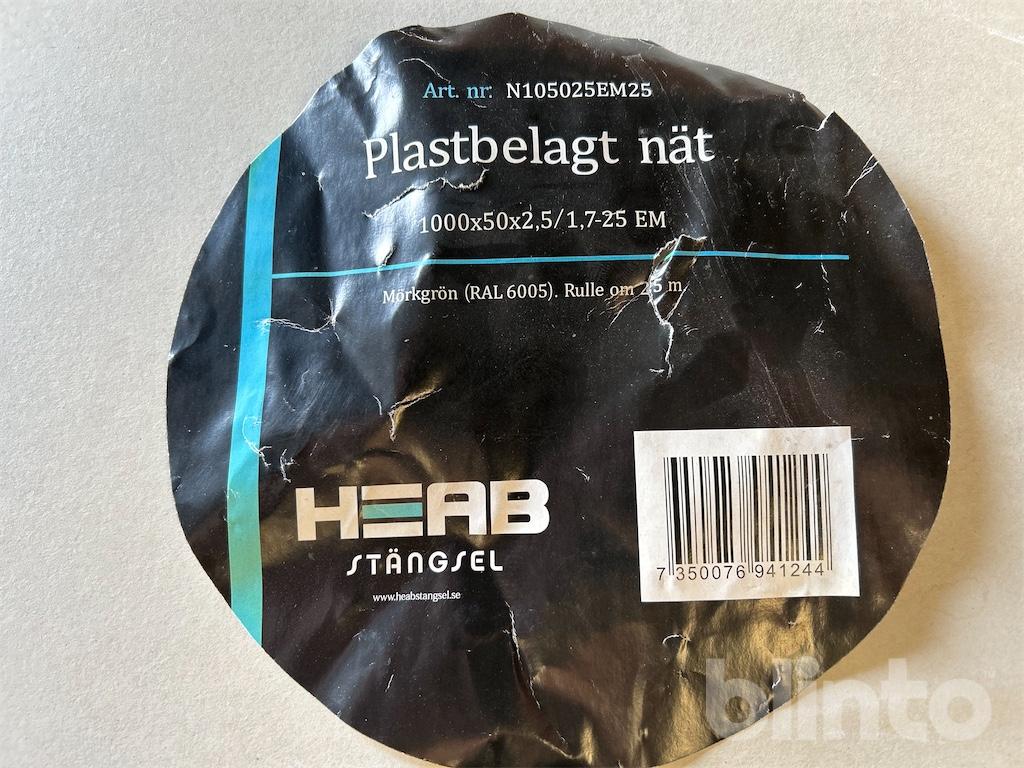 Art. nr: N105025EM25
Plastbelagt nät
1000x50x2,5/1,7-25 EM
Mörkgrön (RAL 6005). Rulle om 25 m
HEAB
STÄNGSEL
www.heabstangsel.se
7 350076 941244
blinto™